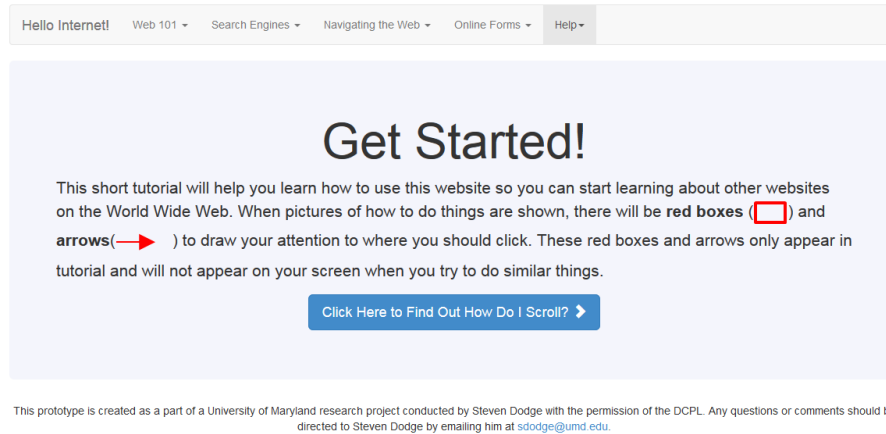 Hello Internet! Web 101 Search Engines Navigating the Web Online Forms Help
Get Started!
This short tutorial will help you learn how to use this website so you can start learning about other websites
on the World Wide Web. When pictures of how to do things are shown, there will be red boxes ( ) and
arrows( ) to draw your attention to where you should click. These red boxes and arrows only appear in
tutorial and will not appear on your screen when you try to do similar things.
Click Here to Find Out How Do I Scroll?
This prototype is created as a part of a University of Maryland research project conducted by Steven Dodge with the permission of the DCPL. Any questions or comments should
directed to Steven Dodge by emailing him at sdodge@umd.edu.